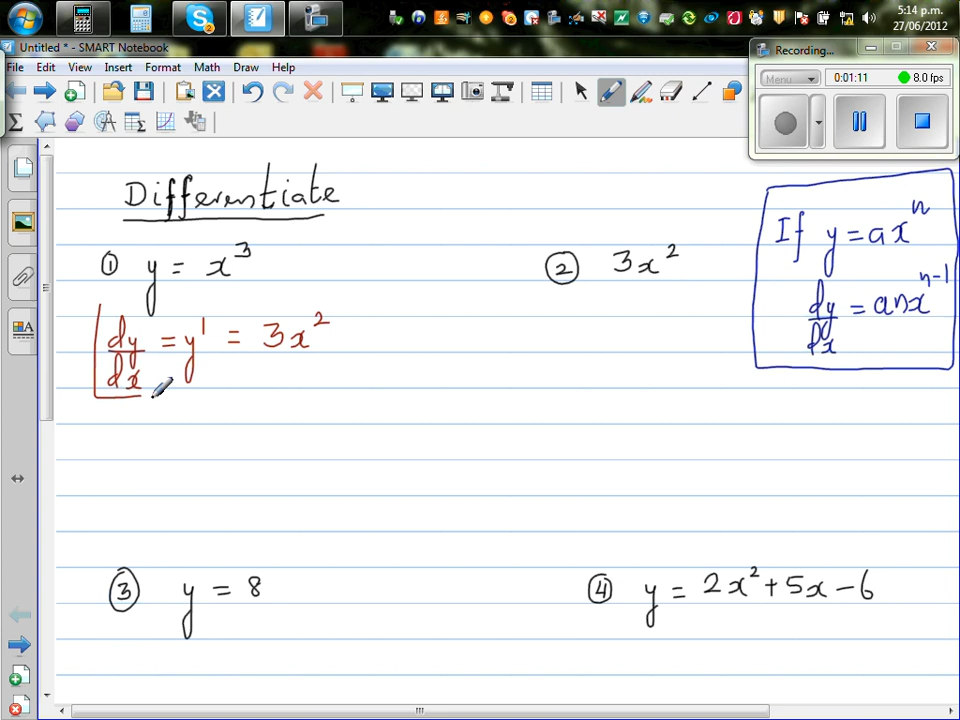 5:14 p.m.
27/06/2012
Untitled * - SMART Notebook
File Edit View Insert Format Math Draw Help
Recording...
Menu 0:01:11 8.0 fps
Differentiate
① y = x³
② 3x²
If y = axⁿ
dy/dx = anxⁿ⁻¹
dy/dx = y' = 3x²
③ y = 8
④ y = 2x² + 5x - 6